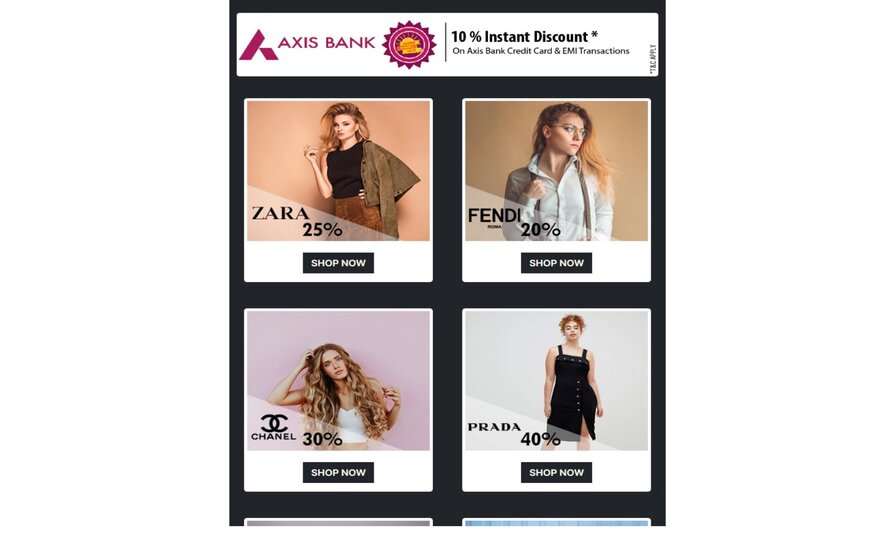 AXIS BANK
10 % Instant Discount *
On Axis Bank Credit Card & EMI Transactions
*T&C APPLY
ZARA
25%
SHOP NOW
FENDI
ROMA
20%
SHOP NOW
CHANEL
30%
SHOP NOW
PRADA
40%
SHOP NOW